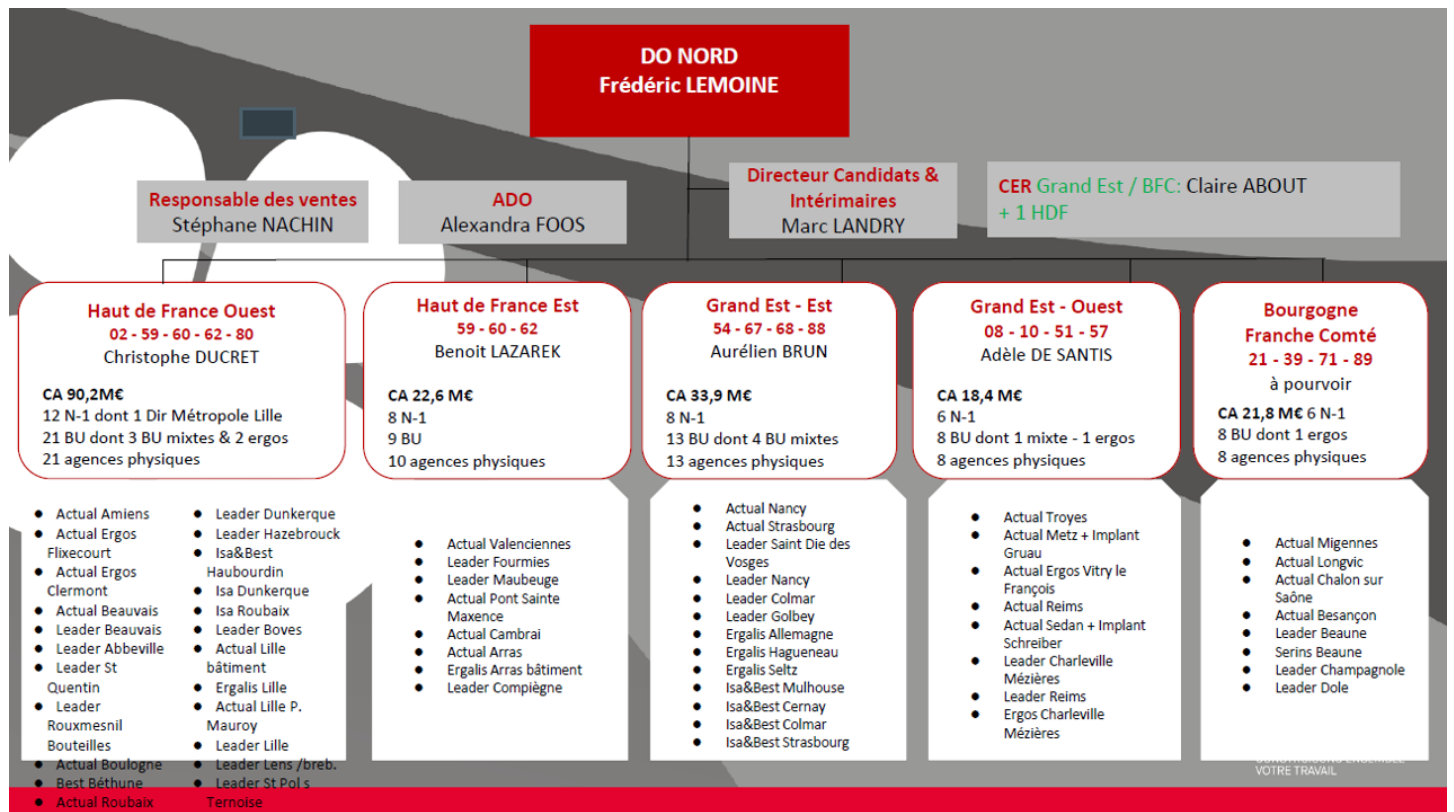 DO NORD
Frédéric LEMOINE
Responsable des ventes
Stéphane NACHIN
ADO
Alexandra FOOS
Directeur Candidats &
Intérimaires
Marc LANDRY
CER Grand Est / BFC: Claire ABOUT
+ 1 HDF
Haut de France Ouest
02 - 59 - 60 - 62 - 80
Christophe DUCRET
CA 90,2M€
12 N-1 dont 1 Dir Métropole Lille
21 BU dont 3 BU mixtes & 2 ergos
21 agences physiques
Haut de France Est
59 - 60 - 62
Benoit LAZAREK
CA 22,6 M€
8 N-1
9 BU
10 agences physiques
Grand Est - Est
54 - 67 - 68 - 88
Aurélien BRUN
CA 33,9 M€
8 N-1
13 BU dont 4 BU mixtes
13 agences physiques
Grand Est - Ouest
08 - 10 - 51 - 57
Adèle DE SANTIS
CA 18,4 M€
6 N-1
8 BU dont 1 mixte - 1 ergos
8 agences physiques
Bourgogne
Franche Comté
21 - 39 - 71 - 89
à pourvoir
CA 21,8 M€ 6 N-1
8 BU dont 1 ergos
8 agences physiques
● Actual Amiens
● Actual Ergos
Flixecourt
● Actual Ergos
Clermont
● Actual Beauvais
● Leader Beauvais
● Leader Abbeville
● Leader St
Quentin
● Leader
Rouxmesnil
Bouteilles
● Actual Boulogne
● Best Béthune
● Actual Roubaix
● Leader Dunkerque
● Leader Hazebrouck
● Isa&Best
Haubourdin
● Isa Dunkerque
● Isa Roubaix
● Leader Boves
● Actual Lille
bâtiment
● Ergalis Lille
● Actual Lille P.
Mauroy
● Leader Lille
● Leader Lens /breb.
● Leader St Pol s
Ternoise
● Actual Valenciennes
● Leader Fourmies
● Leader Maubeuge
● Actual Pont Sainte
Maxence
● Actual Cambrai
● Actual Arras
● Ergalis Arras bâtiment
● Leader Compiègne
● Actual Nancy
● Actual Strasbourg
● Leader Saint Die des
Vosges
● Leader Nancy
● Leader Colmar
● Leader Golbey
● Ergalis Allemagne
● Ergalis Hagueneau
● Ergalis Seltz
● Isa&Best Mulhouse
● Isa&Best Cernay
● Isa&Best Colmar
● Isa&Best Strasbourg
● Actual Troyes
● Actual Metz + Implant
Gruau
● Actual Ergos Vitry le
François
● Actual Reims
● Actual Sedan + Implant
Schreiber
● Leader Charleville
Mézières
● Leader Reims
● Ergos Charleville
Mézières
● Actual Migennes
● Actual Longvic
● Actual Chalon sur
Saône
● Actual Besançon
● Leader Beaune
● Serins Beaune
● Leader Champagnole
● Leader Dole
VOTRE TRAVAIL